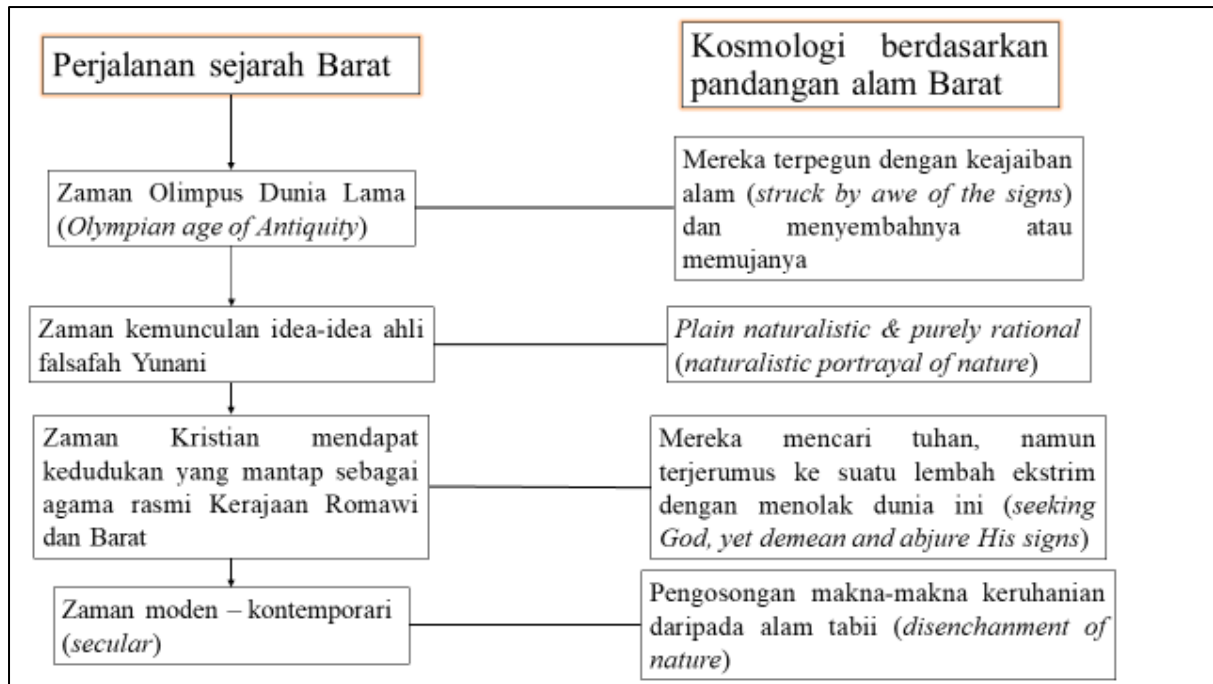 Perjalanan sejarah Barat
Kosmologi berdasarkan
pandangan alam Barat
Zaman Olimpus Dunia Lama
(Olympian age of Antiquity)
Mereka terpegun dengan keajaiban
alam (struck by awe of the signs)
dan menyembahnya atau
memujanya
Zaman kemunculan idea-idea ahli
falsafah Yunani
Plain naturalistic & purely rational
(naturalistic portrayal of nature)
Zaman Kristian mendapat
kedudukan yang mantap sebagai
agama rasmi Kerajaan Romawi
dan Barat
Mereka mencari tuhan, namun
terjerumus ke suatu lembah ekstrim
dengan menolak dunia ini (seeking
God, yet demean and abjure His signs)
Zaman moden – kontemporari
(secular)
Pengosongan makna-makna keruhanian
daripada alam tabii (disenchanment of
nature)